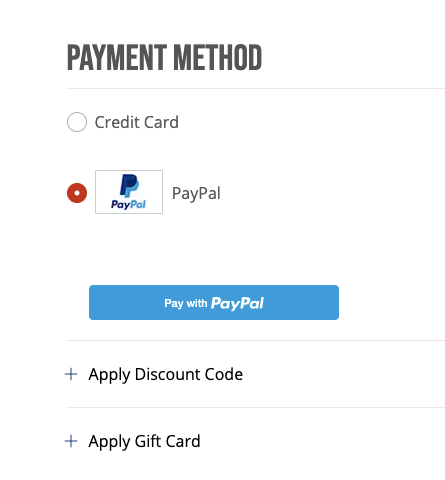 PAYMENT METHOD
Credit Card
PayPal
PayPal
Pay with PayPal
Apply Discount Code
Apply Gift Card